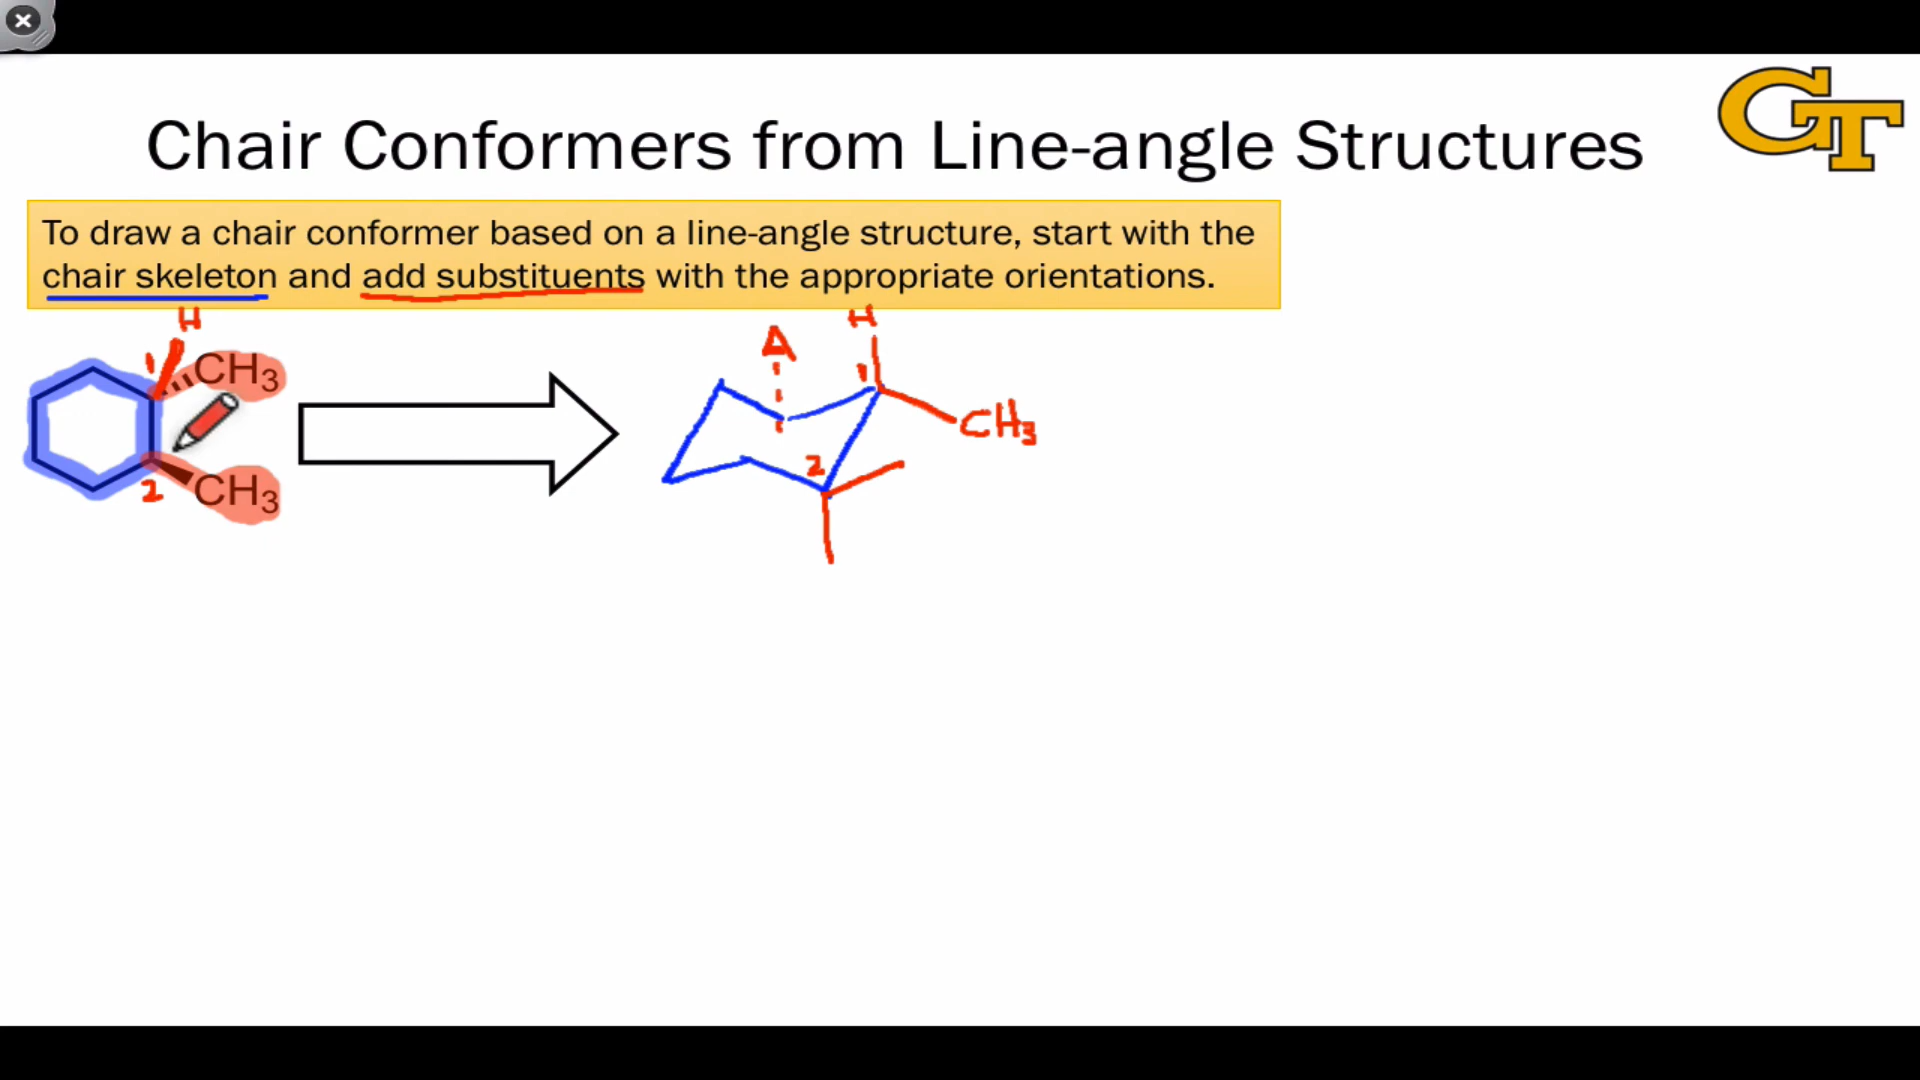 GT
Chair Conformers from Line-angle Structures
To draw a chair conformer based on a line-angle structure, start with the
chair skeleton and add substituents with the appropriate orientations.
H
1
CH3
2
CH3
H
1
CH3
2